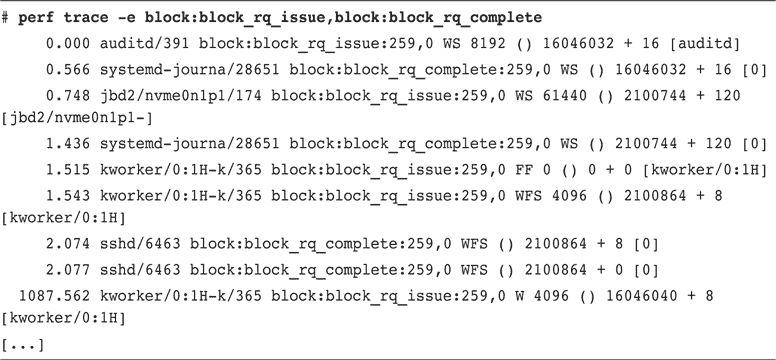 # perf trace -e block:block_rq_issue,block:block_rq_complete
     0.000 auditd/391 block:block_rq_issue:259,0 WS 8192 () 16046032 + 16 [auditd]
     0.566 systemd-journa/28651 block:block_rq_complete:259,0 WS () 16046032 + 16 [0]
     0.748 jbd2/nvme0n1p1/174 block:block_rq_issue:259,0 WS 61440 () 2100744 + 120
[jbd2/nvme0n1p1-]
     1.436 systemd-journa/28651 block:block_rq_complete:259,0 WS () 2100744 + 120 [0]
     1.515 kworker/0:1H-k/365 block:block_rq_issue:259,0 FF 0 () 0 + 0 [kworker/0:1H]
     1.543 kworker/0:1H-k/365 block:block_rq_issue:259,0 WFS 4096 () 2100864 + 8
[kworker/0:1H]
     2.074 sshd/6463 block:block_rq_complete:259,0 WFS () 2100864 + 8 [0]
     2.077 sshd/6463 block:block_rq_complete:259,0 WFS () 2100864 + 0 [0]
  1087.562 kworker/0:1H-k/365 block:block_rq_issue:259,0 W 4096 () 16046040 + 8
[kworker/0:1H]
[...]